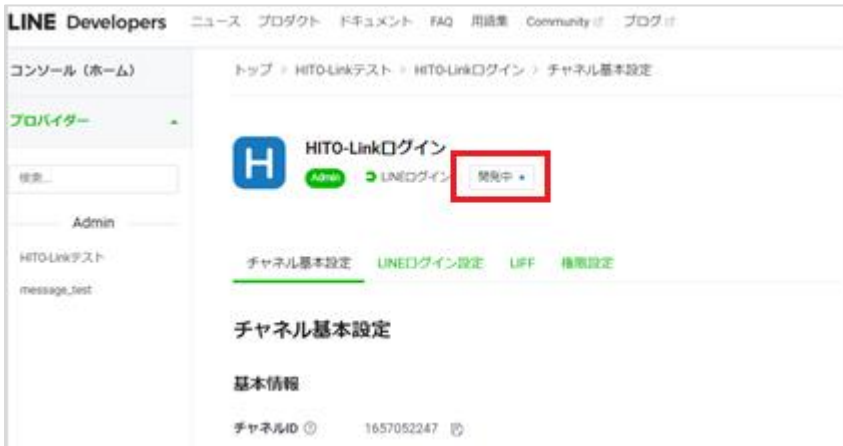 LINE Developers ニュース プロダクト ドキュメント FAQ 用語集 Community ブログ
コンソール（ホーム）
トップ > HITO-Linkテスト > HITO-Linkログイン > チャネル基本設定
プロバイダー
検索...
Admin
HITO-Linkテスト
message_test
H
HITO-Linkログイン
Admin LINEログイン 開発中
チャネル基本設定 LINEログイン設定 LIFF 権限設定
チャネル基本設定
基本情報
チャネルID 1657052247